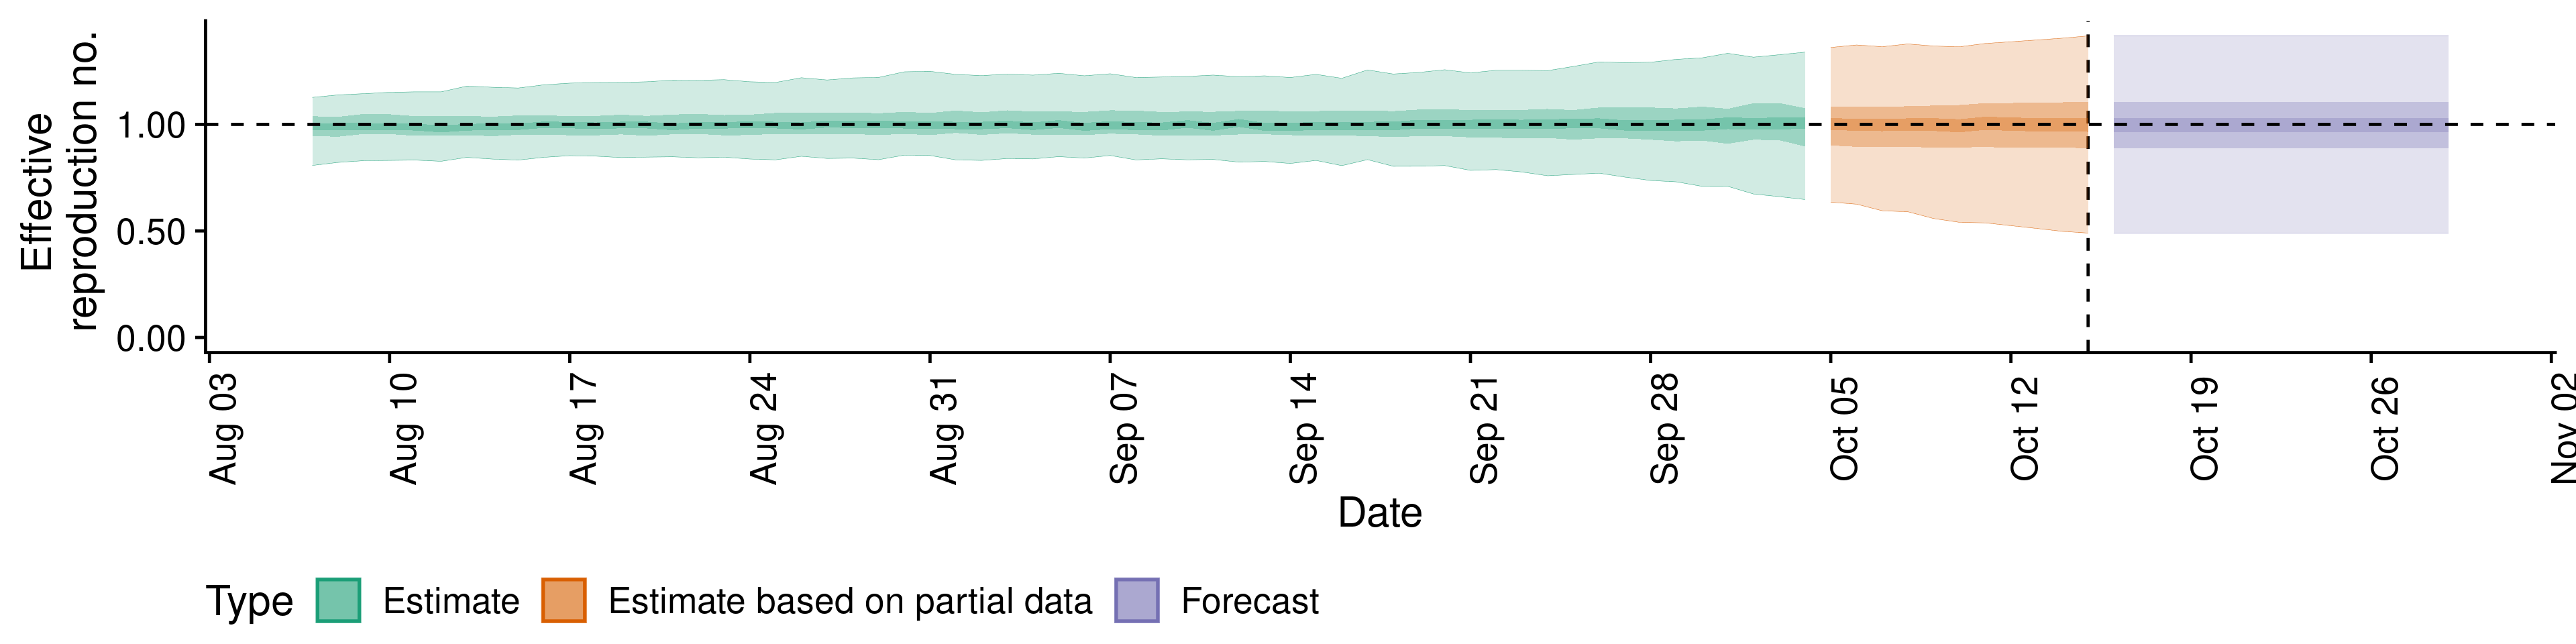 Effective
reproduction no.
1.00
0.50
0.00
Aug 03
Aug 10
Aug 17
Aug 24
Aug 31
Sep 07
Sep 14
Sep 21
Sep 28
Oct 05
Oct 12
Oct 19
Oct 26
Nov 02
Date
Type
Estimate
Estimate based on partial data
Forecast